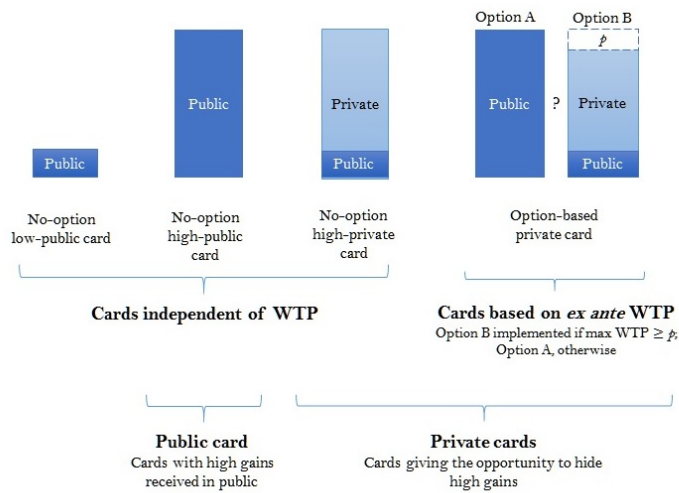 Option A
Option B
p
Public
Private
Public
?
Private
Public
Public
Public
No-option
low-public card
No-option
high-public
card
No-option
high-private
card
Option-based
private card
Cards independent of WTP
Cards based on ex ante WTP
Option B implemented if max WTP ≥ p;
Option A, otherwise
Public card
Cards with high gains
received in public
Private cards
Cards giving the opportunity to hide
high gains